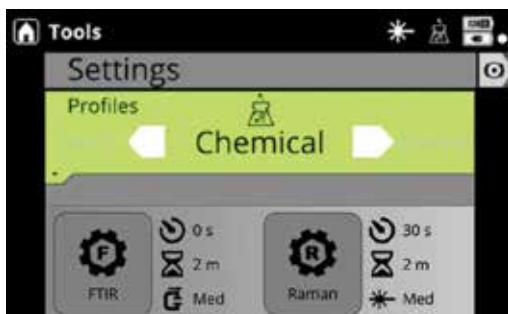 Tools
Settings
Profiles
Chemical
F
0 s
2 m
Med
FTIR
R
30 s
2 m
Med
Raman